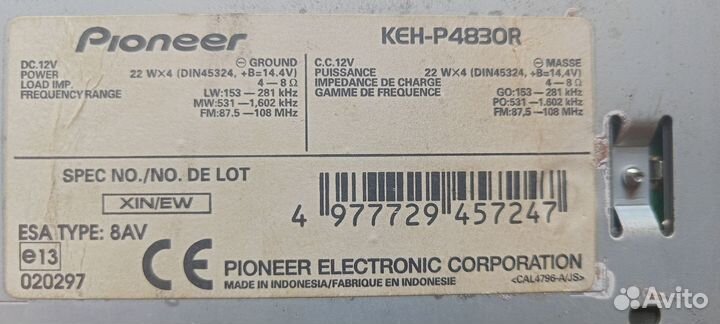 Pioneer
KEH-P4830R
DC.12V ⊖ GROUND
POWER 22 W×4 (DIN45324, +B=14.4V)
LOAD IMP. 4－8 Ω
FREQUENCY RANGE LW:153－281 kHz
MW:531－1,602 kHz
FM:87.5－108 MHz
C.C.12V ⊖ MASSE
PUISSANCE 22 W×4 (DIN45324, +B=14,4V)
IMPEDANCE DE CHARGE 4－8 Ω
GAMME DE FREQUENCE GO:153－281 kHz
PO:531－1.602 kHz
FM:87,5－108 MHz
SPEC NO./NO. DE LOT
XIN/EW
4 977729 457247
ESA TYPE: 8AV
e13
020297
CE
PIONEER ELECTRONIC CORPORATION
MADE IN INDONESIA/FABRIQUE EN INDONESIE
<CAL4796-A/JS>
Avito